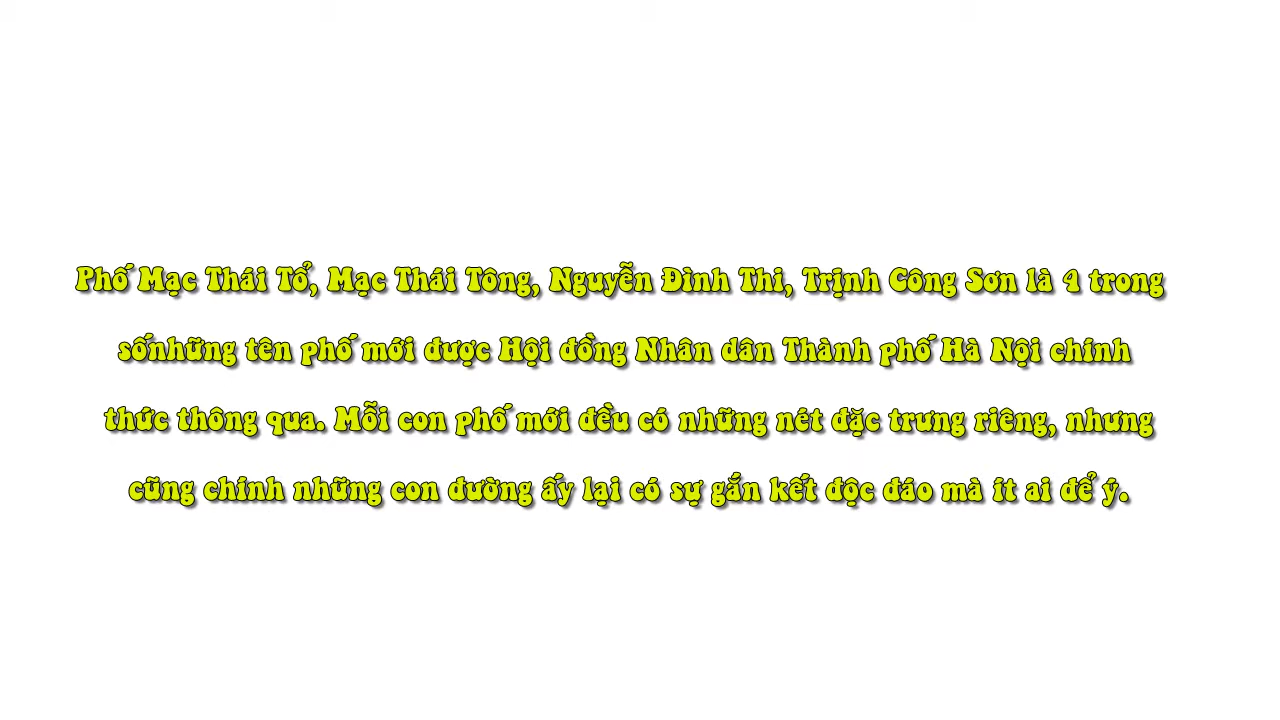 Phố Mạc Thái Tổ, Mạc Thái Tông, Nguyễn Đình Thi, Trịnh Công Sơn là 4 trong
sốnhững tên phố mới được Hội đồng Nhân dân Thành phố Hà Nội chính
thức thông qua. Mỗi con phố mới đều có những nét đặc trưng riêng, nhưng
cũng chính những con đường ấy lại có sự gắn kết độc đáo mà ít ai để ý.